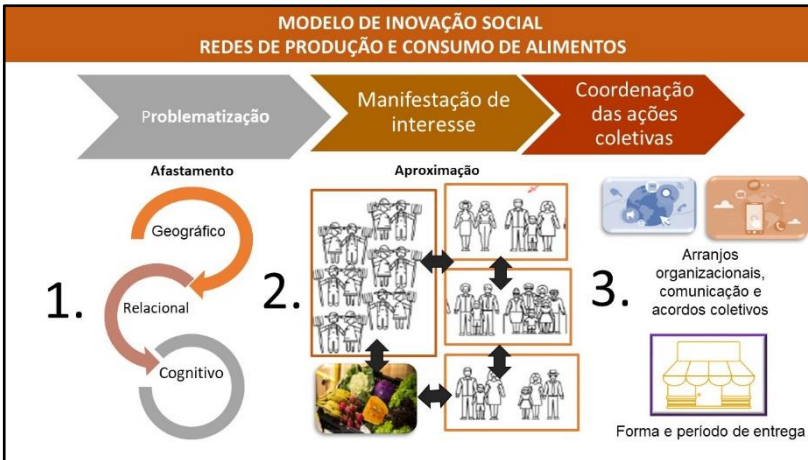 MODELO DE INOVAÇÃO SOCIAL
REDES DE PRODUÇÃO E CONSUMO DE ALIMENTOS
Problematização
Manifestação de
interesse
Coordenação
das ações
coletivas
Afastamento
Aproximação
1.
Geográfico
Relacional
Cognitivo
2.
3.
Arranjos
organizacionais,
comunicação e
acordos coletivos
Forma e período de entrega